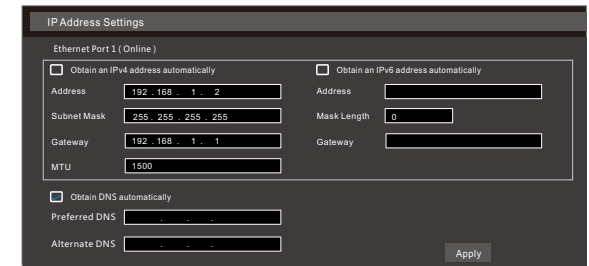 IP Address Settings
Ethernet Port 1 ( Online )
Obtain an IPv4 address automatically
Obtain an IPv6 address automatically
Address 192 . 168 . 1 . 2
Address
Subnet Mask 255 . 255 . 255 . 255
Mask Length 0
Gateway 192 . 168 . 1 . 1
Gateway
MTU 1500
Obtain DNS automatically
Preferred DNS . . .
Alternate DNS . . .
Apply